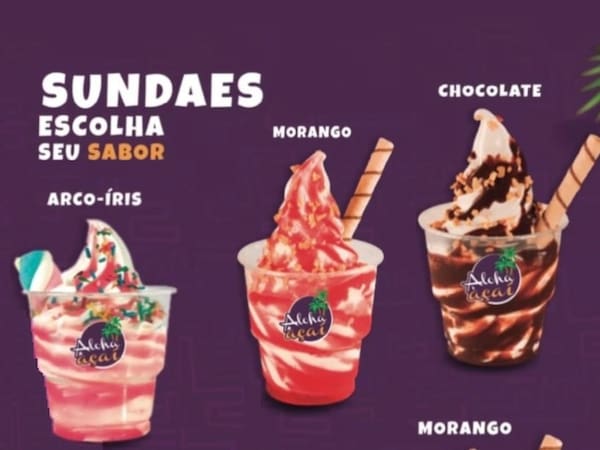 SUNDAES
ESCOLHA
SEU SABOR
ARCO-ÍRIS
MORANGO
CHOCOLATE
Aloha
açaí
Aloha
açaí
Aloha
açaí
MORANGO